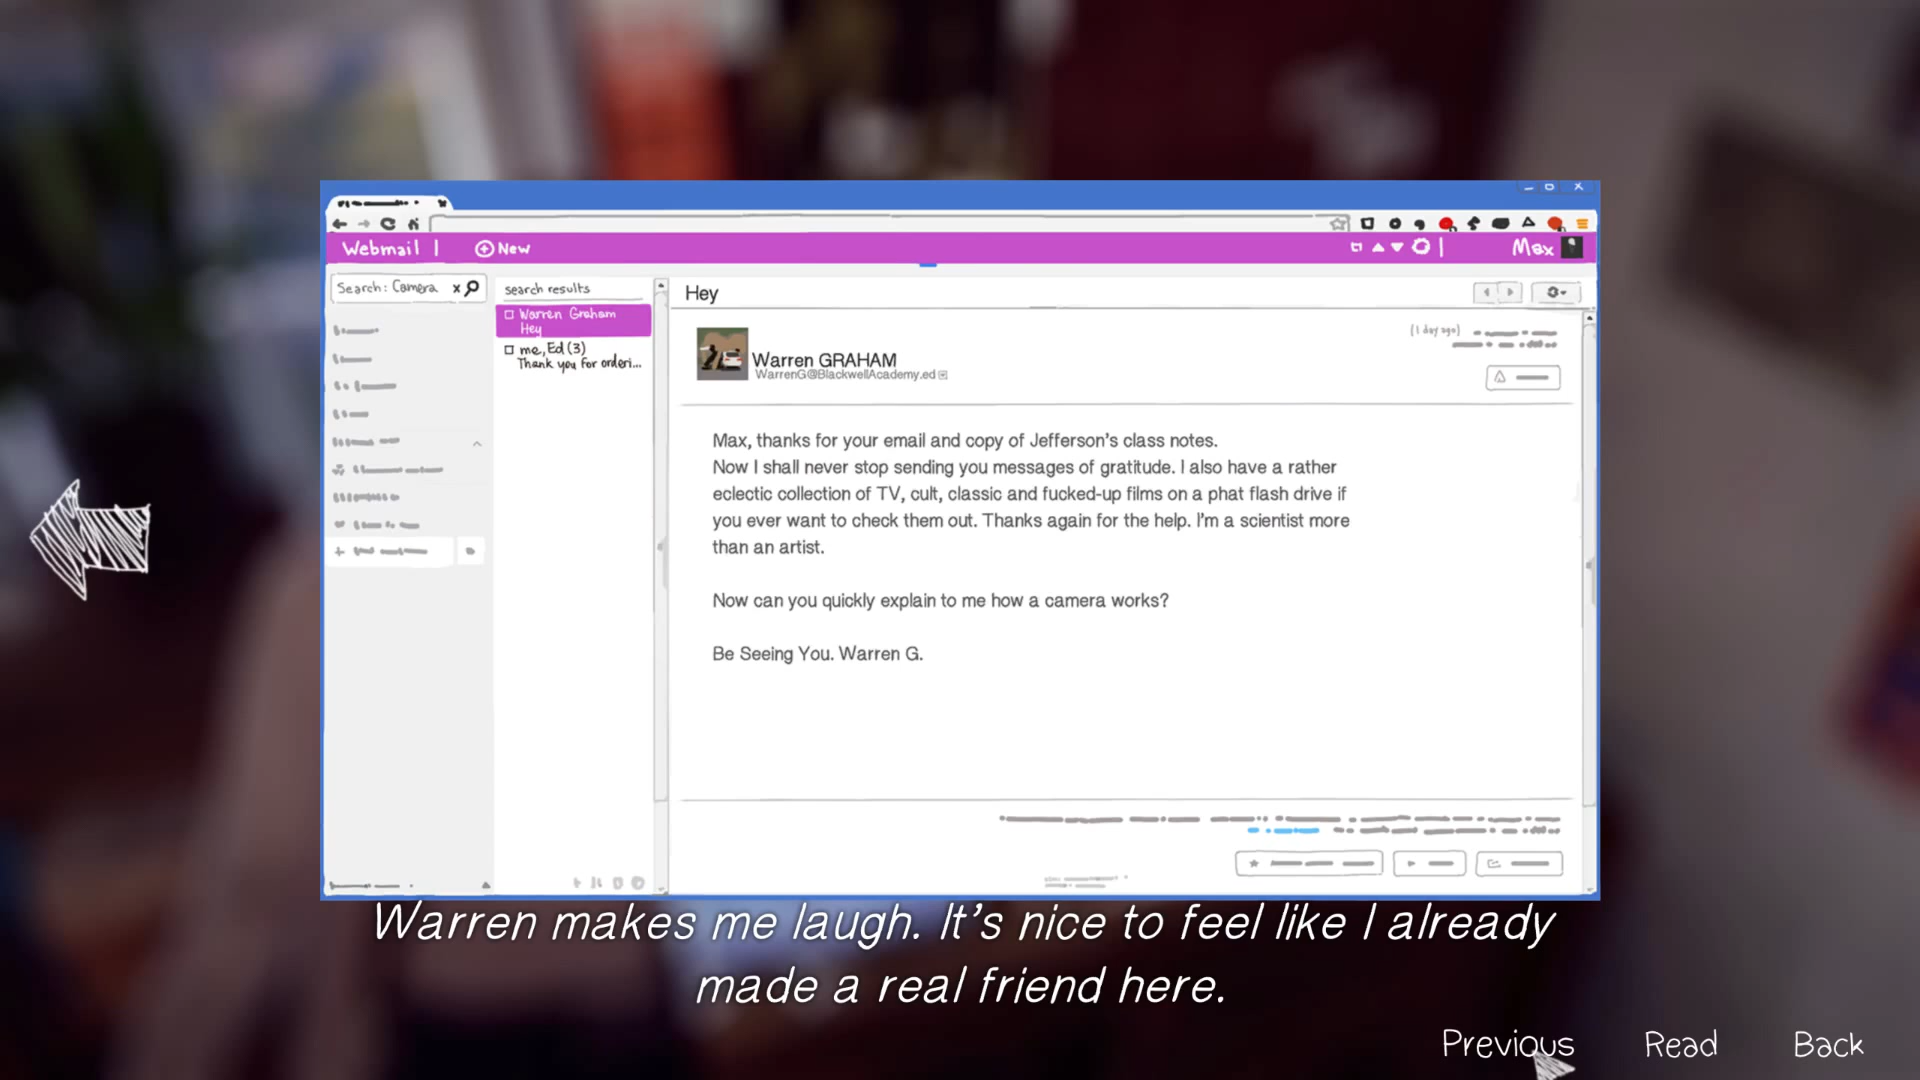 Webmail |
New
Max
Search: Camera x
search results
Warren Graham
Hey
me, Ed (3)
Thank you for orderi...
Hey
(1 day ago)
Warren GRAHAM
WarrenG@BlackwellAcademy.ed
Max, thanks for your email and copy of Jefferson's class notes.
Now I shall never stop sending you messages of gratitude. I also have a rather
eclectic collection of TV, cult, classic and fucked-up films on a phat flash drive if
you ever want to check them out. Thanks again for the help. I'm a scientist more
than an artist.
Now can you quickly explain to me how a camera works?
Be Seeing You. Warren G.
Warren makes me laugh. It's nice to feel like I already
made a real friend here.
Previous
Read
Back